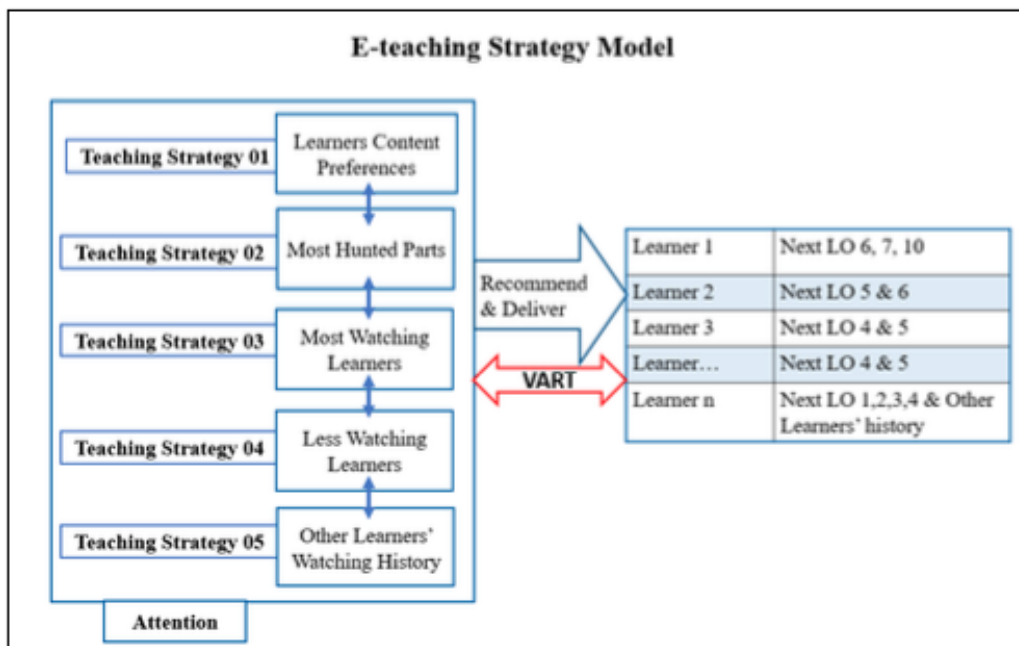 E-teaching Strategy Model
Teaching Strategy 01
Learners Content
Preferences
Teaching Strategy 02
Most Hunted Parts
Teaching Strategy 03
Most Watching
Learners
Teaching Strategy 04
Less Watching
Learners
Teaching Strategy 05
Other Learners'
Watching History
Attention
Recommend
& Deliver
VART
Learner 1 Next LO 6, 7, 10
Learner 2 Next LO 5 & 6
Learner 3 Next LO 4 & 5
Learner... Next LO 4 & 5
Learner n Next LO 1,2,3,4 & Other
Learners' history